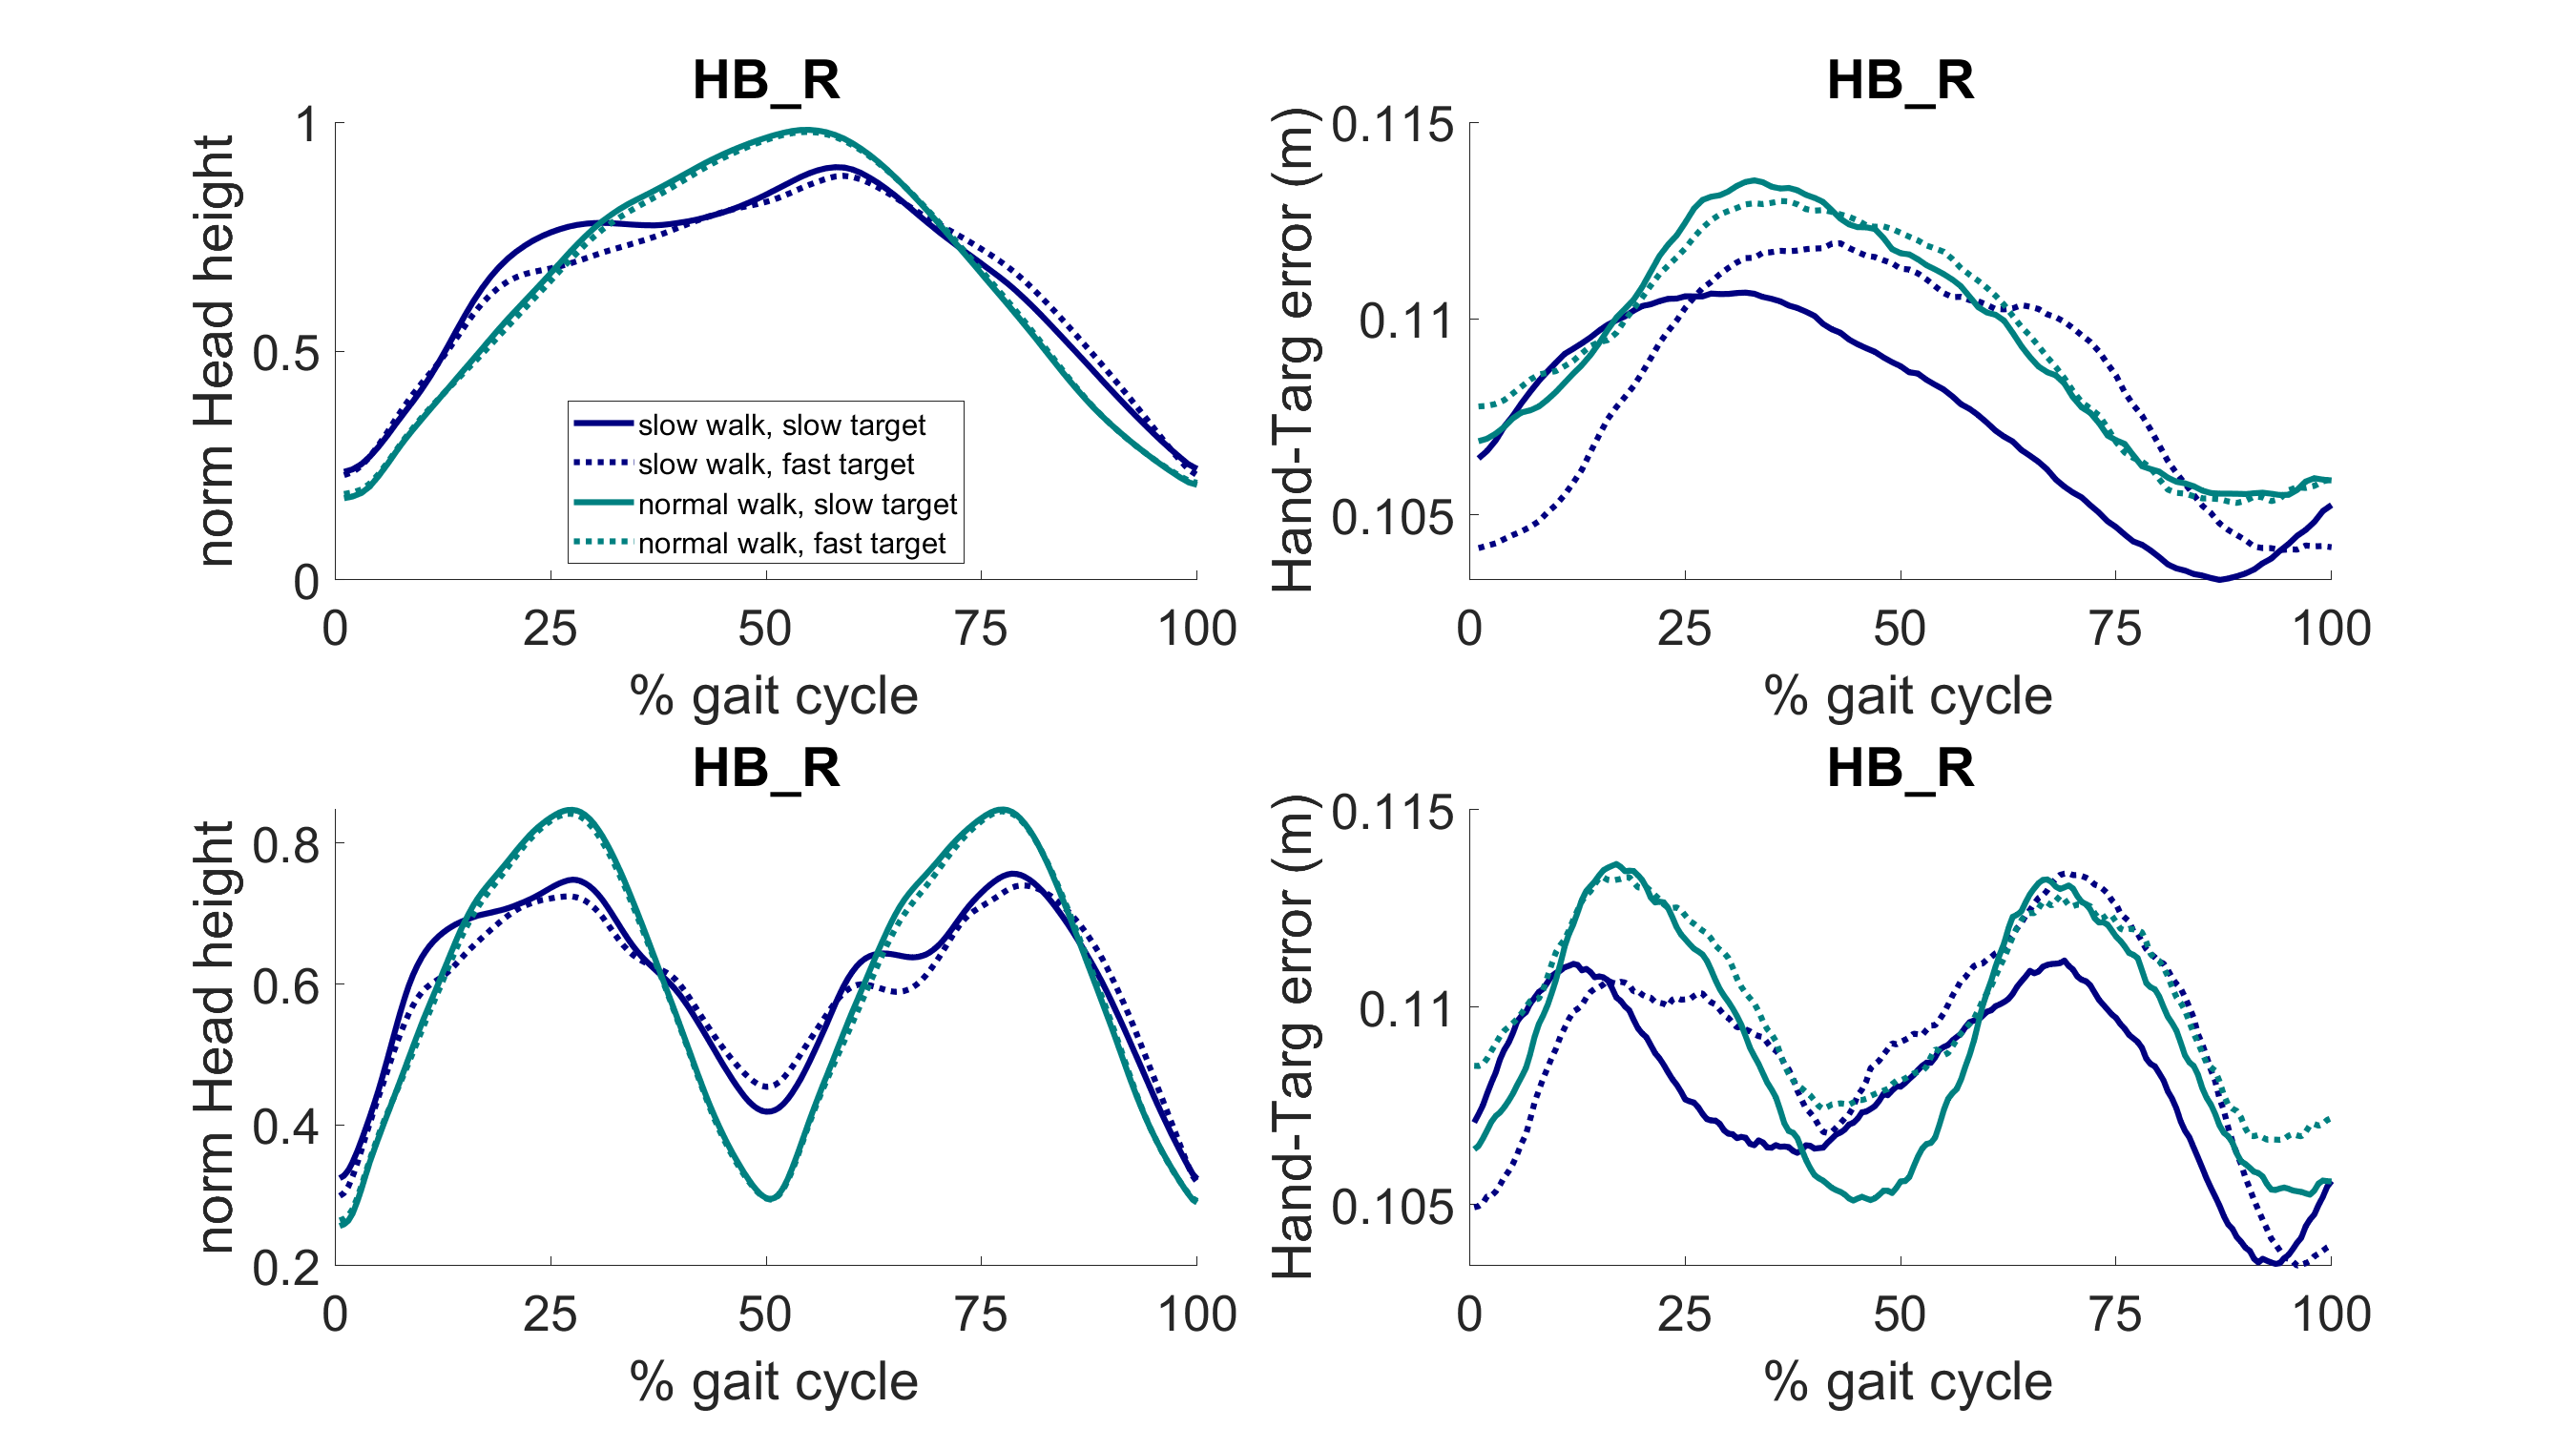 HB_R
norm Head height
1
0.5
0
slow walk, slow target
slow walk, fast target
normal walk, slow target
normal walk, fast target
0 25 50 75 100
% gait cycle
HB_R
Hand-Targ error (m)
0.115
0.11
0.105
0 25 50 75 100
% gait cycle
HB_R
norm Head height
0.8
0.6
0.4
0.2
0 25 50 75 100
% gait cycle
HB_R
Hand-Targ error (m)
0.115
0.11
0.105
0 25 50 75 100
% gait cycle